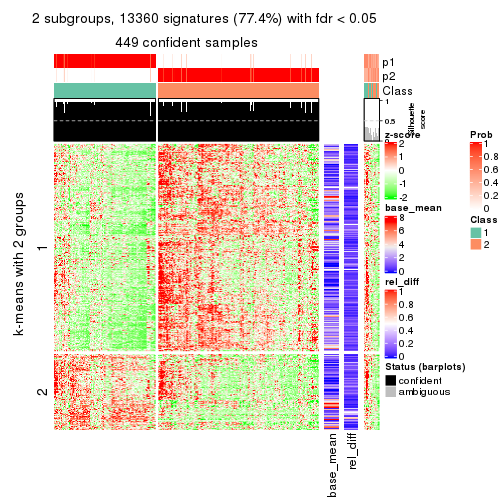 2 subgroups, 13360 signatures (77.4%) with fdr < 0.05
449 confident samples
p1
p2
Class
1
0.5
0
Silhouette
score
k-means with 2 groups
1
2
base_mean
rel_diff
z-score
2
1
0
-1
-2
base_mean
8
6
4
2
0
rel_diff
1
0.8
0.6
0.4
0.2
0
Status (barplots)
confident
ambiguous
Prob
1
0.8
0.6
0.4
0.2
0
Class
1
2